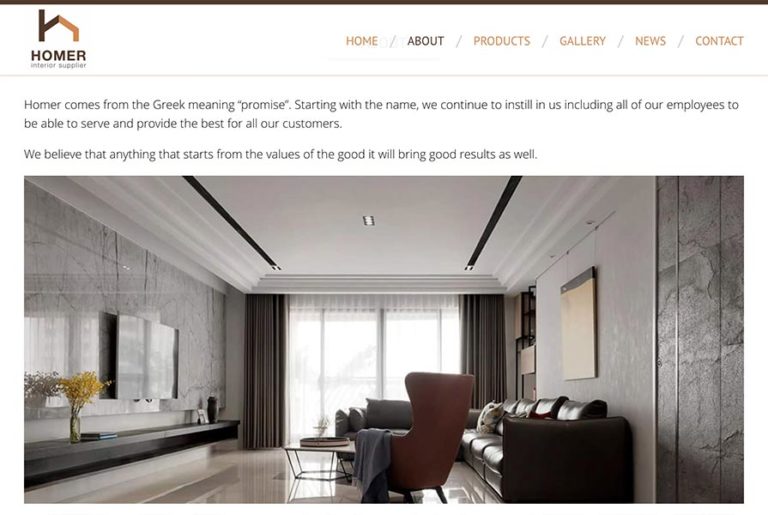 HOMER
interior supplier
HOME / ABOUT / PRODUCTS / GALLERY / NEWS / CONTACT
Homer comes from the Greek meaning “promise”. Starting with the name, we continue to instill in us including all of our employees to
be able to serve and provide the best for all our customers.
We believe that anything that starts from the values of the good it will bring good results as well.